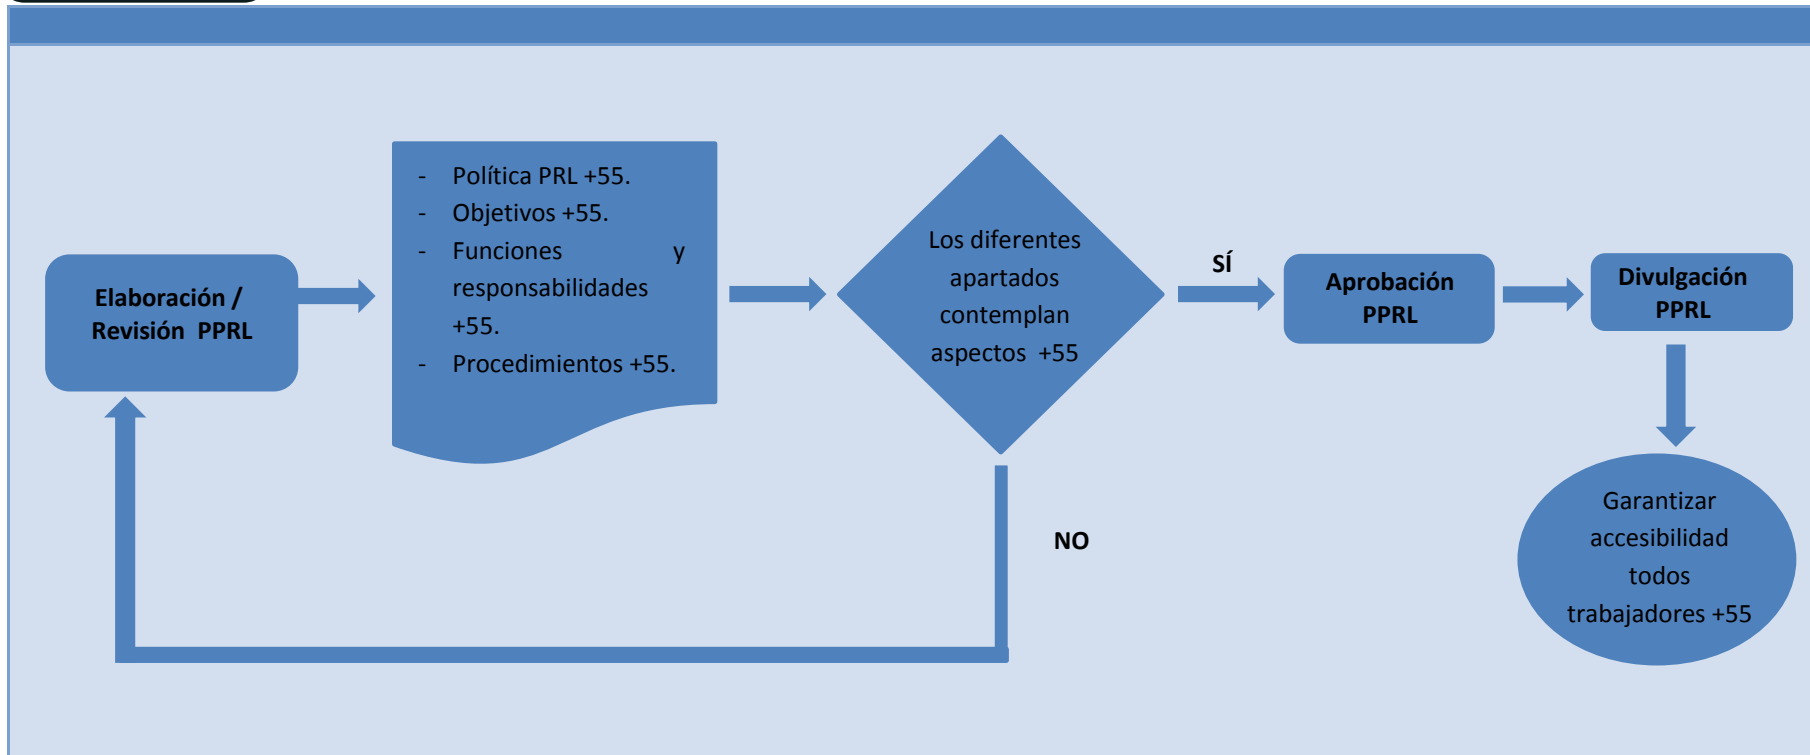 Elaboración /
Revisión PPRL
- Política PRL +55.
- Objetivos +55.
- Funciones y
responsabilidades
+55.
- Procedimientos +55.
Los diferentes
apartados
contemplan
aspectos +55
SÍ
NO
Aprobación
PPRL
Divulgación
PPRL
Garantizar
accesibilidad
todos
trabajadores +55